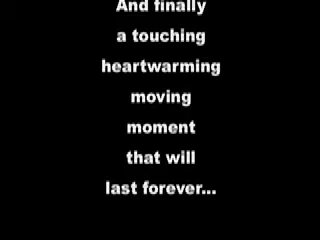 And finally
a touching
heartwarming
moving
moment
that will
last forever...